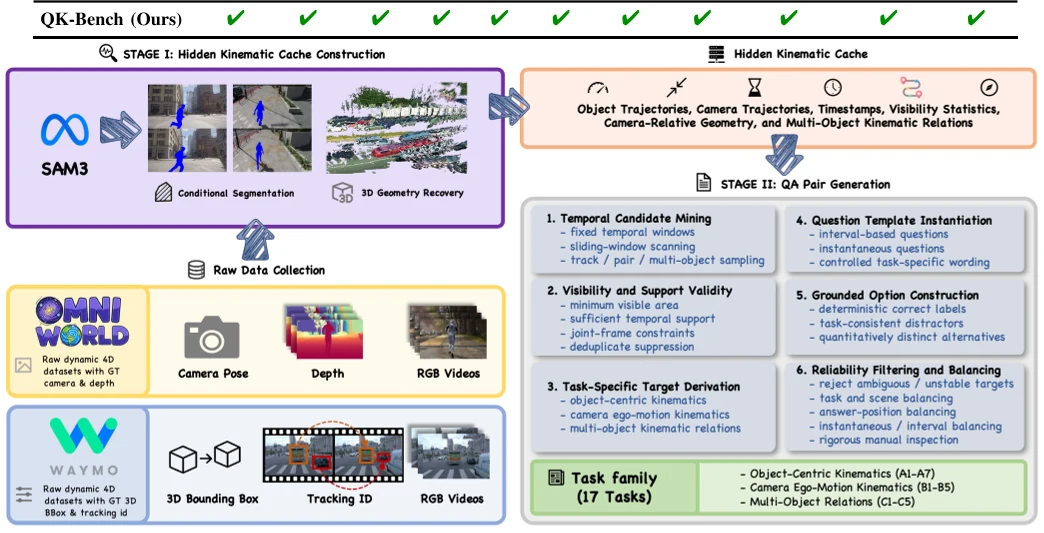 QK-Bench (Ours) ✔ ✔ ✔ ✔ ✔ ✔ ✔ ✔ ✔ ✔
STAGE I: Hidden Kinematic Cache Construction
SAM3
Conditional Segmentation
3D
3D Geometry Recovery
Raw Data Collection
OMNI
WORLD
Raw dynamic 4D
datasets with GT
camera & depth
Camera Pose
Depth
RGB Videos
WAYMO
Raw dynamic 4D
datasets with GT 3D
BBox & tracking id
3D Bounding Box
Tracking ID
RGB Videos
Hidden Kinematic Cache
Object Trajectories, Camera Trajectories, Timestamps, Visibility Statistics,
Camera-Relative Geometry, and Multi-Object Kinematic Relations
STAGE II: QA Pair Generation
1. Temporal Candidate Mining
- fixed temporal windows
- sliding-window scanning
- track / pair / multi-object sampling
2. Visibility and Support Validity
- minimum visible area
- sufficient temporal support
- joint-frame constraints
- deduplicate suppression
3. Task-Specific Target Derivation
- object-centric kinematics
- camera ego-motion kinematics
- multi-object kinematic relations
4. Question Template Instantiation
- interval-based questions
- instantaneous questions
- controlled task-specific wording
5. Grounded Option Construction
- deterministic correct labels
- task-consistent distractors
- quantitatively distinct alternatives
6. Reliability Filtering and Balancing
- reject ambiguous / unstable targets
- task and scene balancing
- answer-position balancing
- instantaneous / interval balancing
- rigorous manual inspection
Task family
(17 Tasks)
- Object-Centric Kinematics (A1-A7)
- Camera Ego-Motion Kinematics (B1-B5)
- Multi-Object Relations (C1-C5)